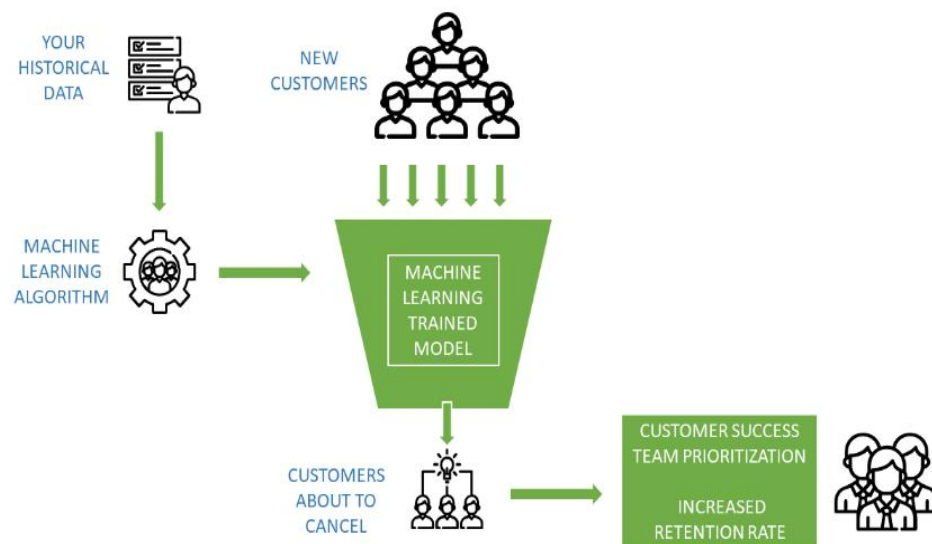 YOUR
HISTORICAL
DATA
NEW
CUSTOMERS
MACHINE
LEARNING
ALGORITHM
MACHINE
LEARNING
TRAINED
MODEL
CUSTOMERS
ABOUT TO
CANCEL
CUSTOMER SUCCESS
TEAM PRIORITIZATION
INCREASED
RETENTION RATE